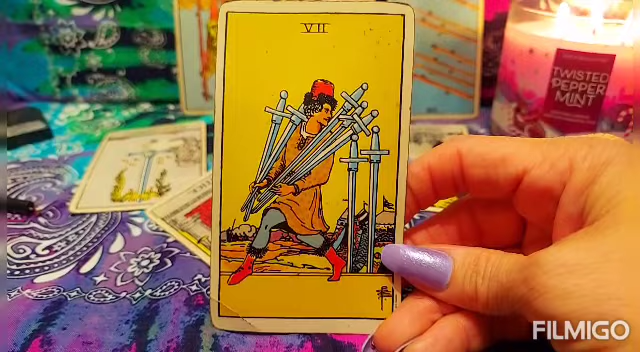 VII
TWISTED
PEPPER
MINT
FILMIGO